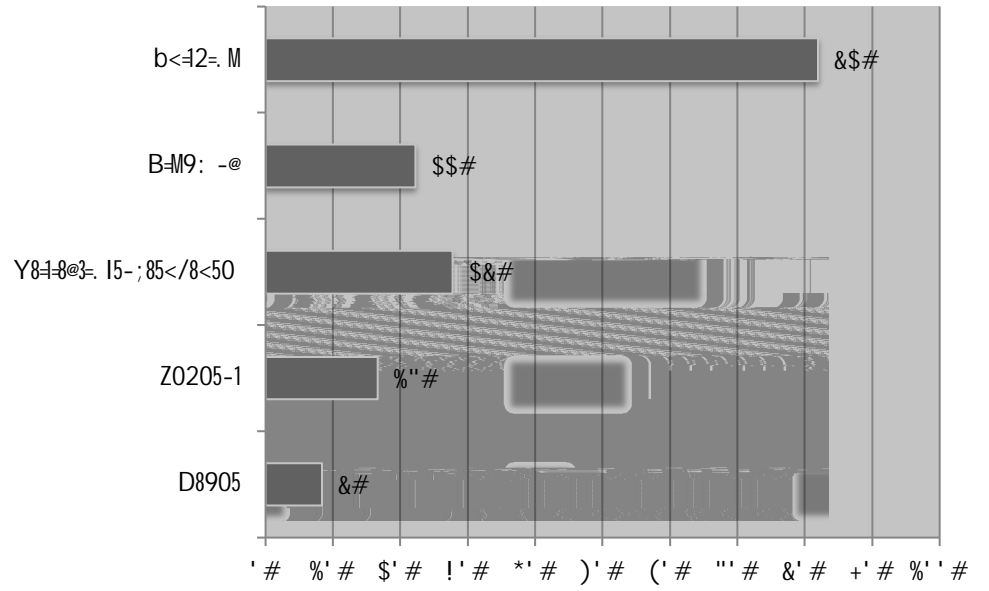 b<=12=. M
&$#
B=M9: -@
$$#
Y8=1=8@3=. I5-;85</8<50
$&#
Z0205-1
%"#
D8905
&#
'# %'# $'# !'# *'# )'# ('# "'# &'# +'# %''#